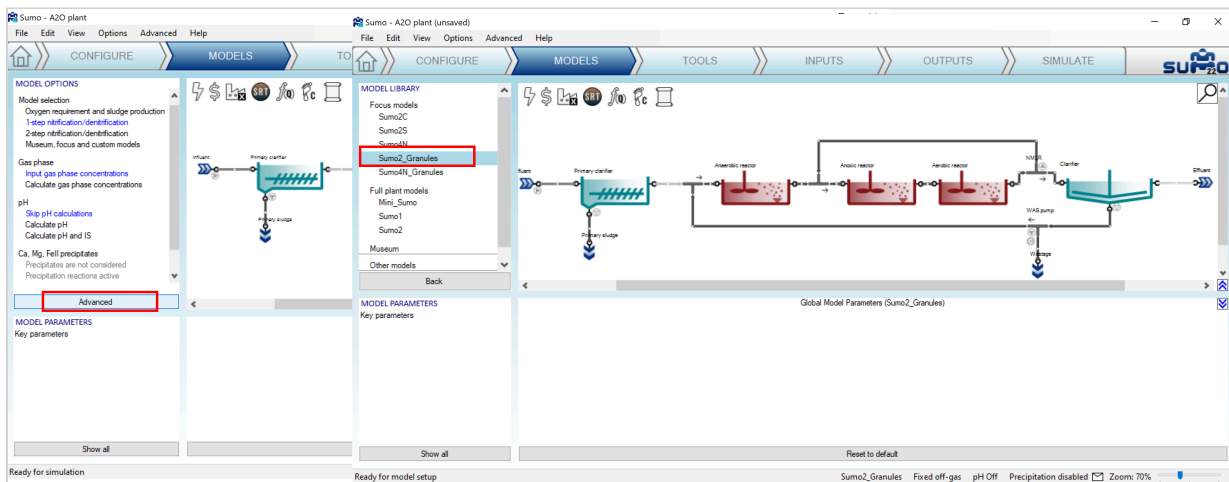 Sumo - A2O plant
File Edit View Options Advanced Help
CONFIGURE
MODELS
TO
MODEL OPTIONS
Model selection
Oxygen requirement and sludge production
1-step nitrification/denitrification
2-step nitrification/denitrification
Museum, focus and custom models
Gas phase
Input gas phase concentrations
Calculate gas phase concentrations
pH
Skip pH calculations
Calculate pH
Calculate pH and IS
Ca, Mg, FeII precipitates
Precipitates are not considered
Precipitation reactions active
Advanced
MODEL PARAMETERS
Key parameters
Show all
Ready for simulation
SRT
Influent
Primary clarifier
Primary sludge
Sumo - A2O plant (unsaved)
File Edit View Options Advanced Help
CONFIGURE
MODELS
TOOLS
INPUTS
OUTPUTS
SIMULATE
SUMO
22
MODEL LIBRARY
Focus models
Sumo2C
Sumo2S
Sumo4N
Sumo2_Granules
Sumo4N_Granules
Full plant models
Mini_Sumo
Sumo1
Sumo2
Museum
Other models
Back
MODEL PARAMETERS
Key parameters
Show all
SRT
fluent
Primary clarifier
Primary sludge
Anaerobic reactor
Anoxic reactor
Aerobic reactor
NMLR
Clarifier
Effluent
WAS pump
Wastage
Global Model Parameters (Sumo2_Granules)
Reset to default
Ready for model setup
Sumo2_Granules Fixed off-gas pH Off Precipitation disabled Zoom: 70%